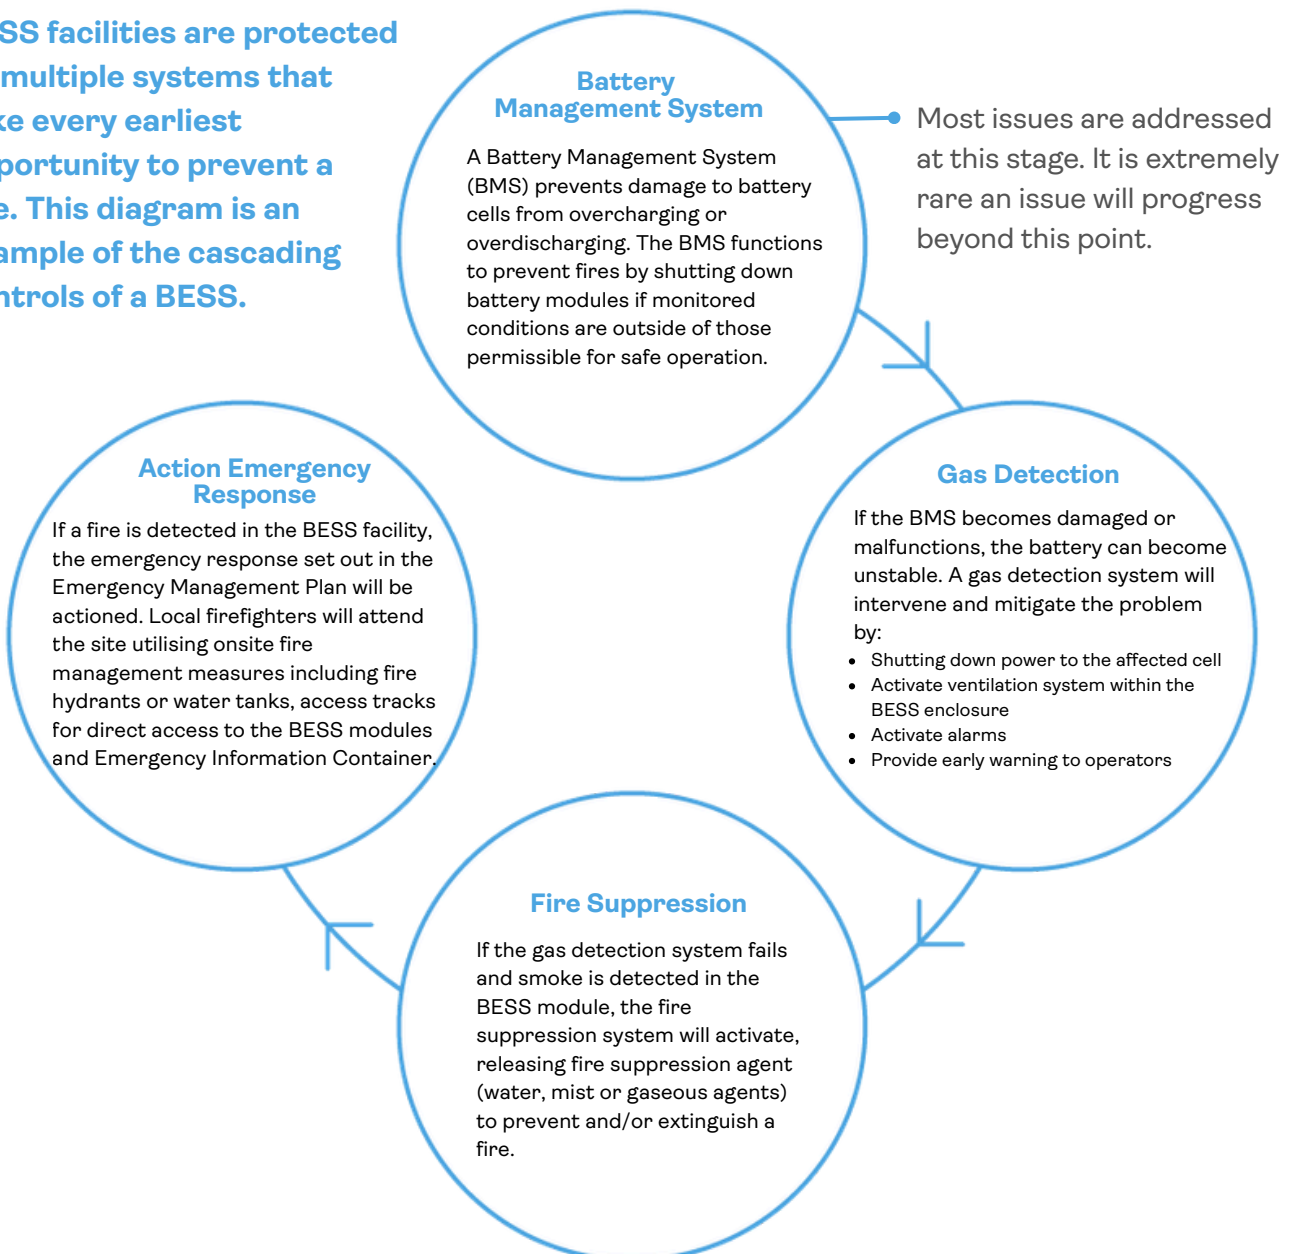 SS facilities are protected
multiple systems that
ke every earliest
portunity to prevent a
e. This diagram is an
ample of the cascading
ntrols of a BESS.
Battery
Management System
A Battery Management System
(BMS) prevents damage to battery
cells from overcharging or
overdischarging. The BMS functions
to prevent fires by shutting down
battery modules if monitored
conditions are outside of those
permissible for safe operation.
Most issues are addressed
at this stage. It is extremely
rare an issue will progress
beyond this point.
Gas Detection
If the BMS becomes damaged or
malfunctions, the battery can become
unstable. A gas detection system will
intervene and mitigate the problem
by:
• Shutting down power to the affected cell
• Activate ventilation system within the
BESS enclosure
• Activate alarms
• Provide early warning to operators
Fire Suppression
If the gas detection system fails
and smoke is detected in the
BESS module, the fire
suppression system will activate,
releasing fire suppression agent
(water, mist or gaseous agents)
to prevent and/or extinguish a
fire.
Action Emergency
Response
If a fire is detected in the BESS facility,
the emergency response set out in the
Emergency Management Plan will be
actioned. Local firefighters will attend
the site utilising onsite fire
management measures including fire
hydrants or water tanks, access tracks
for direct access to the BESS modules
and Emergency Information Container.